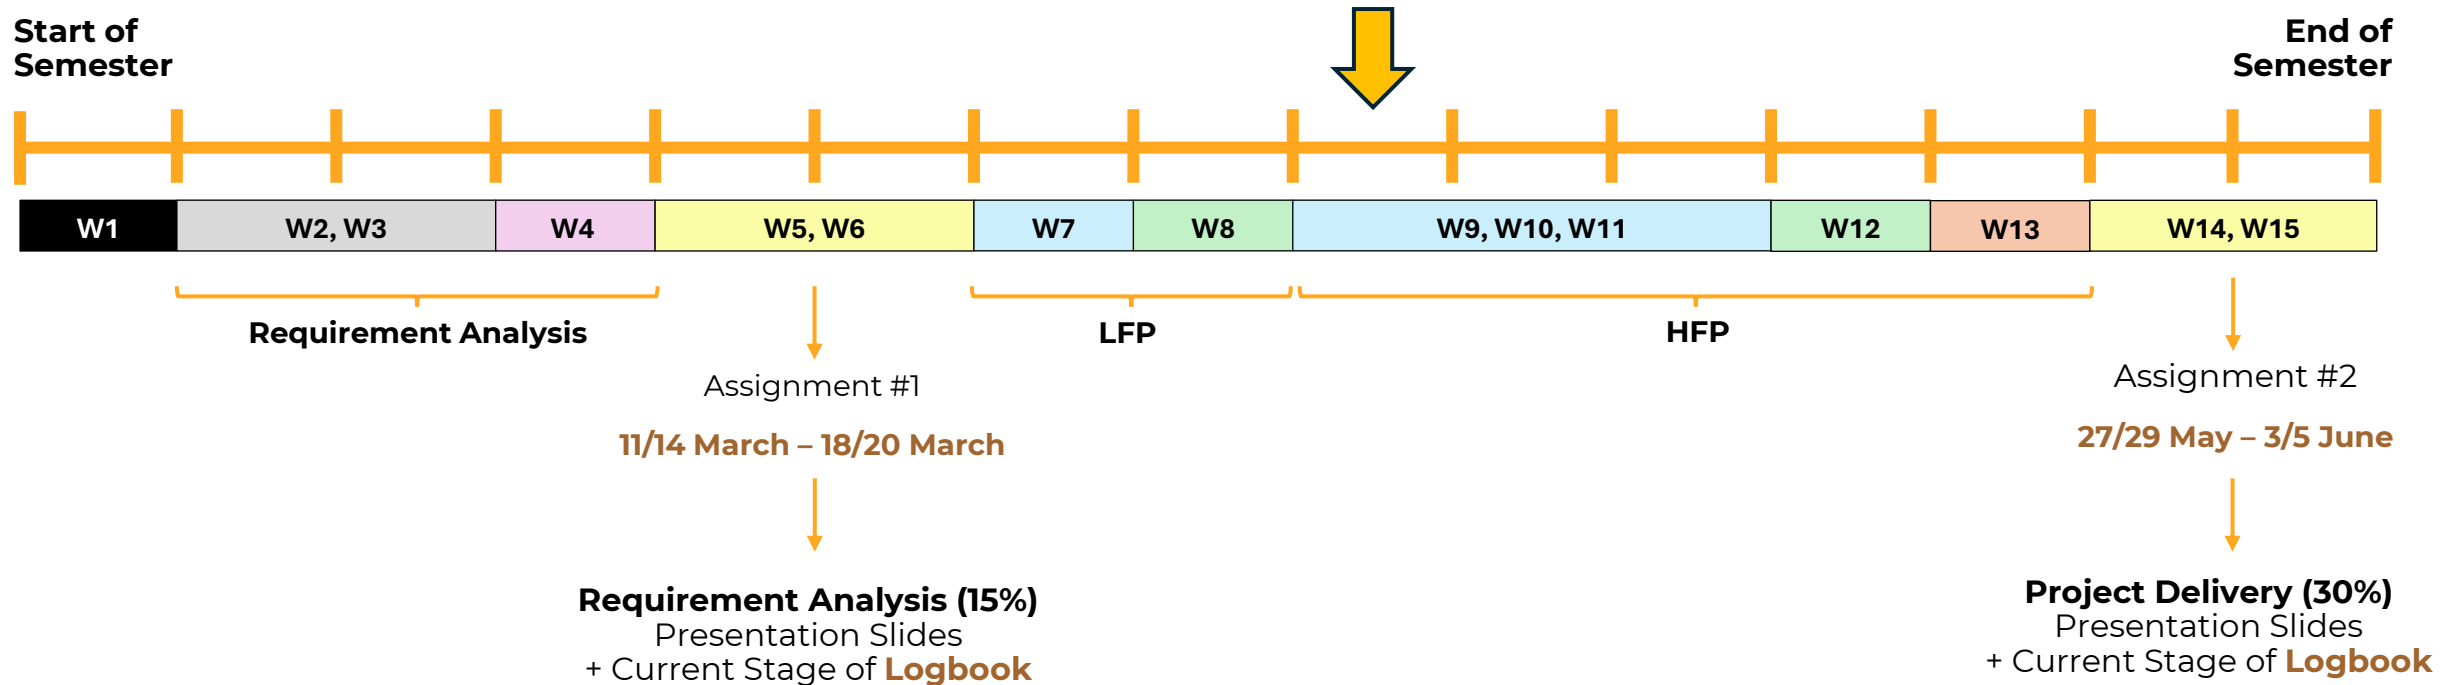 Start of
Semester
End of
Semester
W1
W2, W3
W4
W5, W6
W7
W8
W9, W10, W11
W12
W13
W14, W15
Requirement Analysis
LFP
HFP
Assignment #1
11/14 March – 18/20 March
Requirement Analysis (15%)
Presentation Slides
+ Current Stage of Logbook
Assignment #2
27/29 May – 3/5 June
Project Delivery (30%)
Presentation Slides
+ Current Stage of Logbook